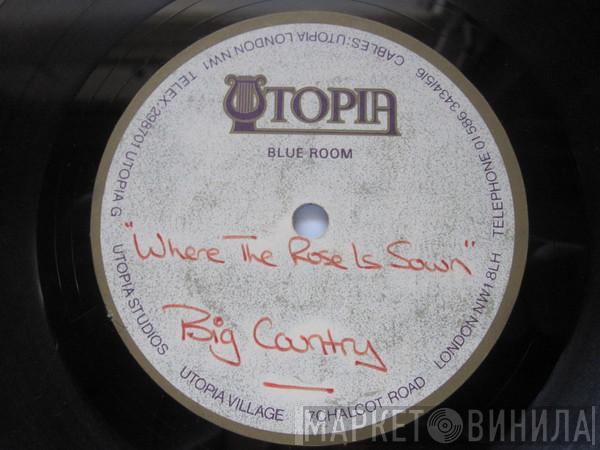 UTOPIA
BLUE ROOM
"Where The Rose Is Sown"
Big Country
UTOPIA STUDIOS UTOPIA VILLAGE 7 CHALCOT ROAD LONDON NW1 8LH TELEPHONE 01 586 3434/5/6 CABLES: UTOPIA LONDON NW1 TELEX: 298701 UTOPIA G
МАРКЕТ ВИНИЛА